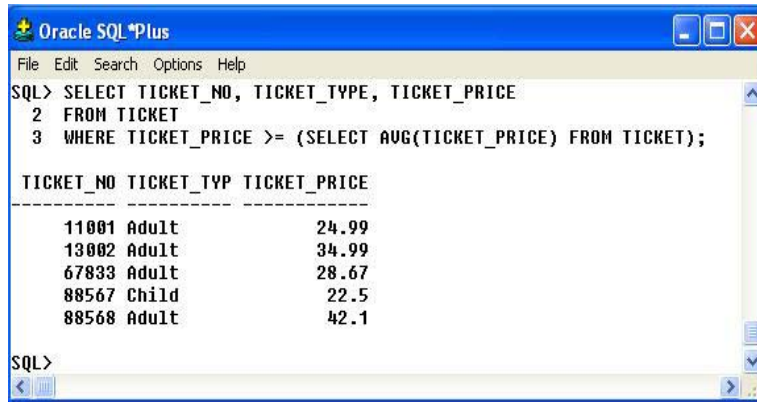 Oracle SQL*Plus
File Edit Search Options Help
SQL> SELECT TICKET_NO, TICKET_TYPE, TICKET_PRICE
2 FROM TICKET
3 WHERE TICKET_PRICE >= (SELECT AVG(TICKET_PRICE) FROM TICKET);
TICKET_NO TICKET_TYP TICKET_PRICE
---------- ---------- ------------
11001 Adult 24.99
13002 Adult 34.99
67833 Adult 28.67
88567 Child 22.5
88568 Adult 42.1
SQL>